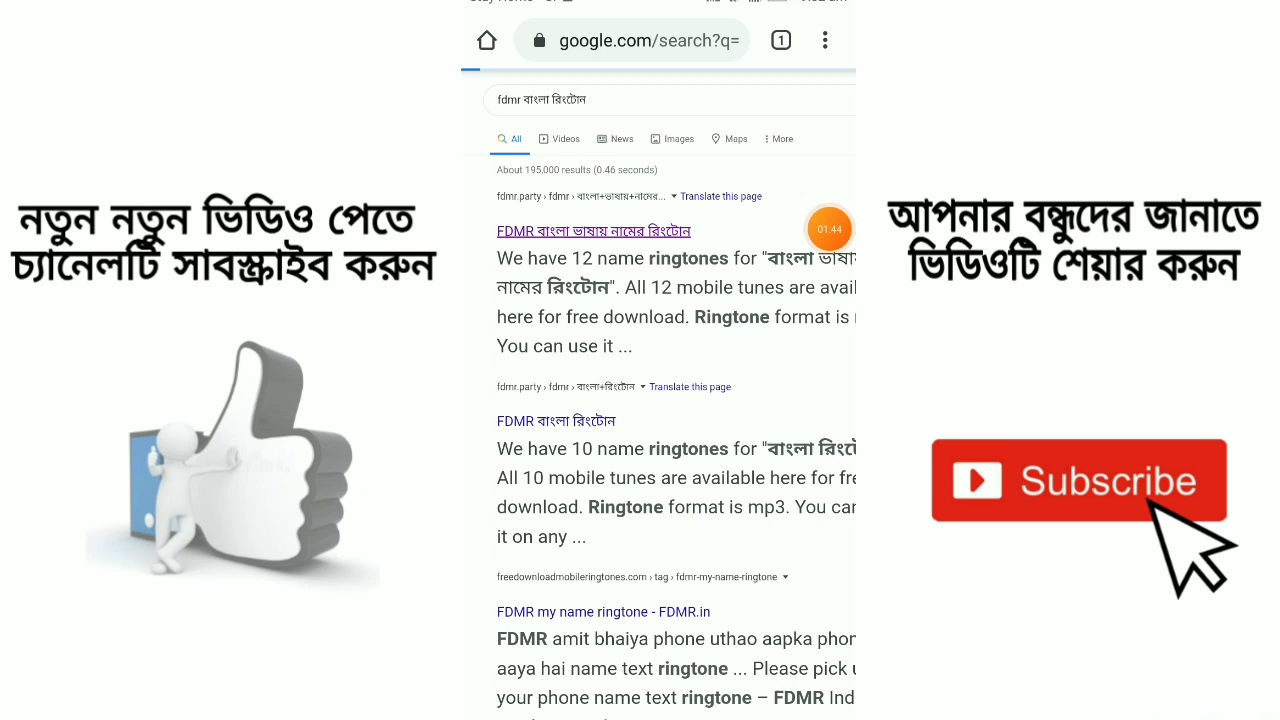 নতুন নতুন ভিডিও পেতে
চ্যানেলটি সাবস্ক্রাইব করুন
google.com/search?q=
1
fdmr বাংলা রিংটোন
All Videos News Images Maps More
About 195,000 results (0.46 seconds)
fdmr.party › fdmr › বাংলা+ভাষায়+নামের... Translate this page
FDMR বাংলা ভাষায় নামের রিংটোন
01:44
We have 12 name ringtones for "বাংলা ভাষায়
নামের রিংটোন". All 12 mobile tunes are avail
here for free download. Ringtone format is
You can use it ...
fdmr.party › fdmr › বাংলা+রিংটোন Translate this page
FDMR বাংলা রিংটোন
We have 10 name ringtones for "বাংলা
All 10 mobile tunes are available here for fre
download. Ringtone format is mp3. You can
it on any ...
freedownloadmobileringtones.com › tag › fdmr-my-name-ringtone
FDMR my name ringtone - FDMR.in
FDMR amit bhaiya phone uthao aapka phon
aaya hai name text ringtone ... Please pick
your phone name text ringtone – FDMR Ind
আপনার বন্ধুদের জানাতে
ভিডিওটি শেয়ার করুন
Subscribe